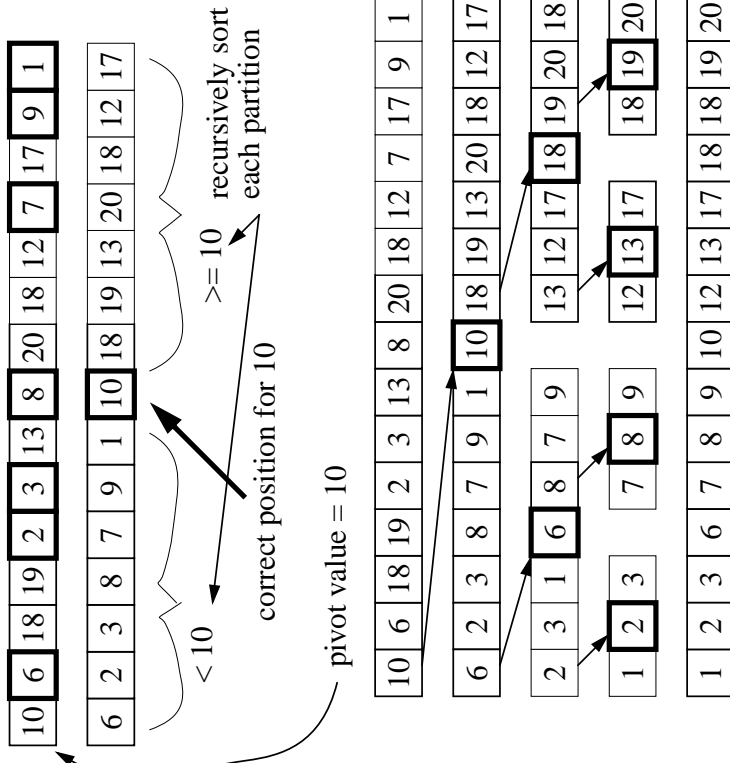 10 6 18 19 2 3 13 8 20 18 12 7 17 9 1
6 2 3 8 7 9 1 10 18 19 13 20 18 12 17
< 10
>= 10
recursively sort
each partition
correct position for 10
pivot value = 10
10 6 18 19 2 3 13 8 20 18 12 7 17 9 1
6 2 3 8 7 9 1 10 18 19 13 20 18 12 17
2 3 1 6 8 7 9 13 12 17 18 19 20 18
1 2 3 7 8 9 12 13 17 18 19 20
1 2 3 6 7 8 9 10 12 13 17 18 18 19 20